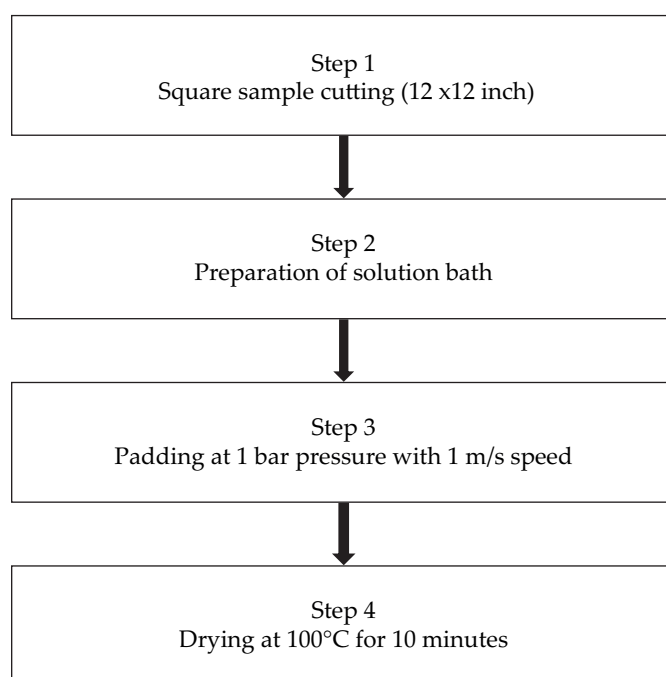 Step 1
Square sample cutting (12 x12 inch)
Step 2
Preparation of solution bath
Step 3
Padding at 1 bar pressure with 1 m/s speed
Step 4
Drying at 100°C for 10 minutes